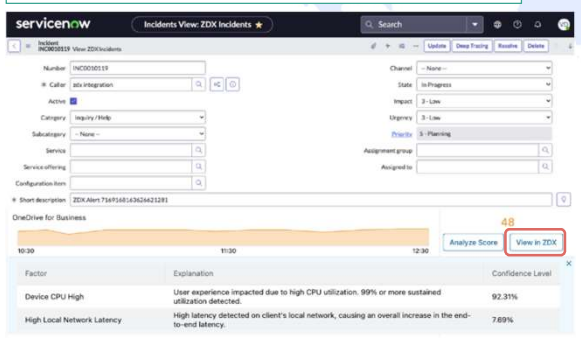 servicenow
Incidents View: ZDX Incidents ★
Search
Incident
INC0010119 View: ZDX Incidents
Update
Deep Tracing
Resolve
Delete
Number INC0010119
Channel -- None --
Caller zdx integration
State In Progress
Active
Impact 3 - Low
Category Inquiry / Help
Urgency 3 - Low
Subcategory -- None --
Priority 5 - Planning
Service
Assignment group
Service offering
Assigned to
Configuration item
Short description ZDX Alert 7169160163626621281
OneDrive for Business
48
Analyze Score
View in ZDX
10:30 11:30 12:30
Factor Explanation Confidence Level
Device CPU High
User experience impacted due to high CPU utilization. 99% or more sustained
utilization detected.
92.31%
High Local Network Latency
High latency detected on client's local network, causing an overall increase in the end-
to-end latency.
7.69%